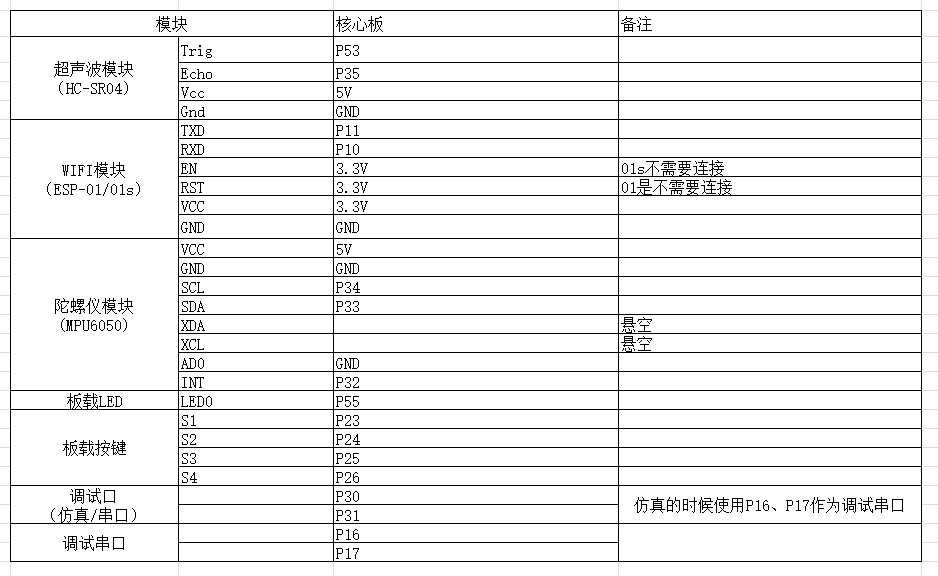 模块 核心板 备注
超声波模块
(HC-SR04)
Trig P53
Echo P35
Vcc 5V
Gnd GND
WIFI模块
(ESP-01/01s)
TXD P11
RXD P10
EN 3.3V 01s不需要连接
RST 3.3V 01是不需要连接
VCC 3.3V
GND GND
陀螺仪模块
(MPU6050)
VCC 5V
GND GND
SCL P34
SDA P33
XDA 悬空
XCL 悬空
AD0 GND
INT P32
板载LED LED0 P55
板载按键
S1 P23
S2 P24
S3 P25
S4 P26
调试口
(仿真/串口)
P30
P31
仿真的时候使用P16、P17作为调试串口
调试串口
P16
P17